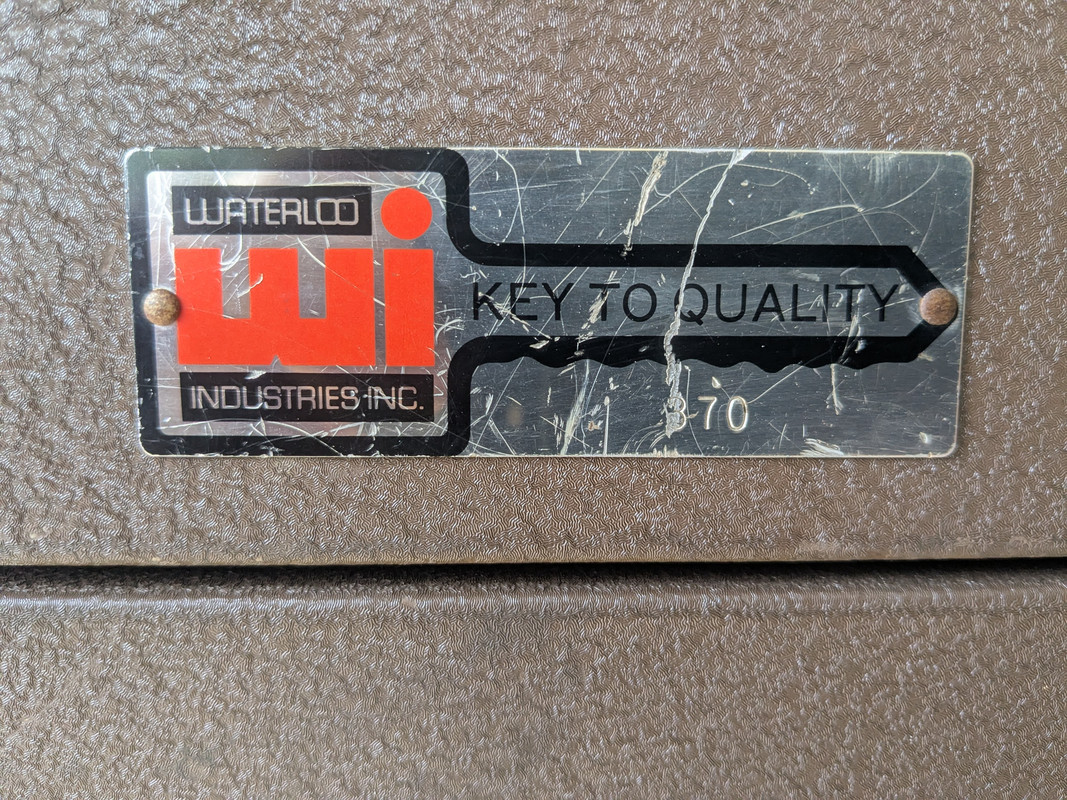 WATERLOO
wi
INDUSTRIES INC.
KEY TO QUALITY
370